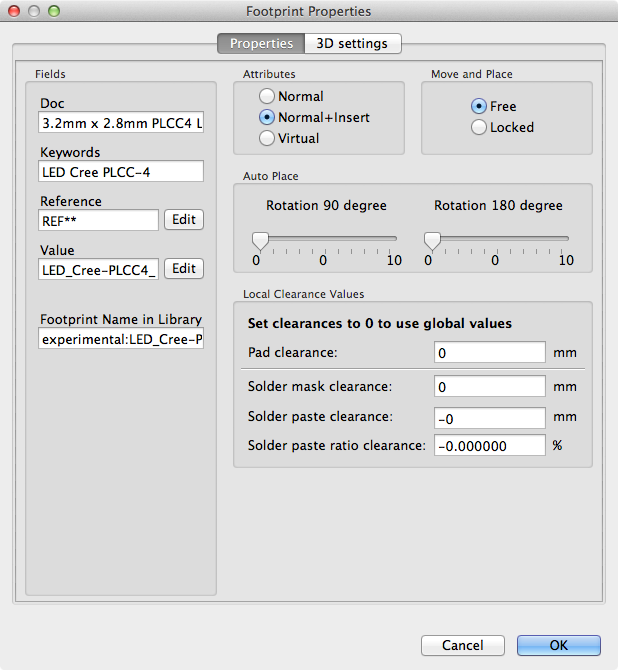 Footprint Properties
Properties
3D settings
Fields
Doc
3.2mm x 2.8mm PLCC4 L
Keywords
LED Cree PLCC-4
Reference
REF**
Edit
Value
LED_Cree-PLCC4_
Edit
Footprint Name in Library
experimental:LED_Cree-P
Attributes
Normal
Normal+Insert
Virtual
Move and Place
Free
Locked
Auto Place
Rotation 90 degree
0 0 10
Rotation 180 degree
0 0 10
Local Clearance Values
Set clearances to 0 to use global values
Pad clearance: 0 mm
Solder mask clearance: 0 mm
Solder paste clearance: -0 mm
Solder paste ratio clearance: -0.000000 %
Cancel
OK